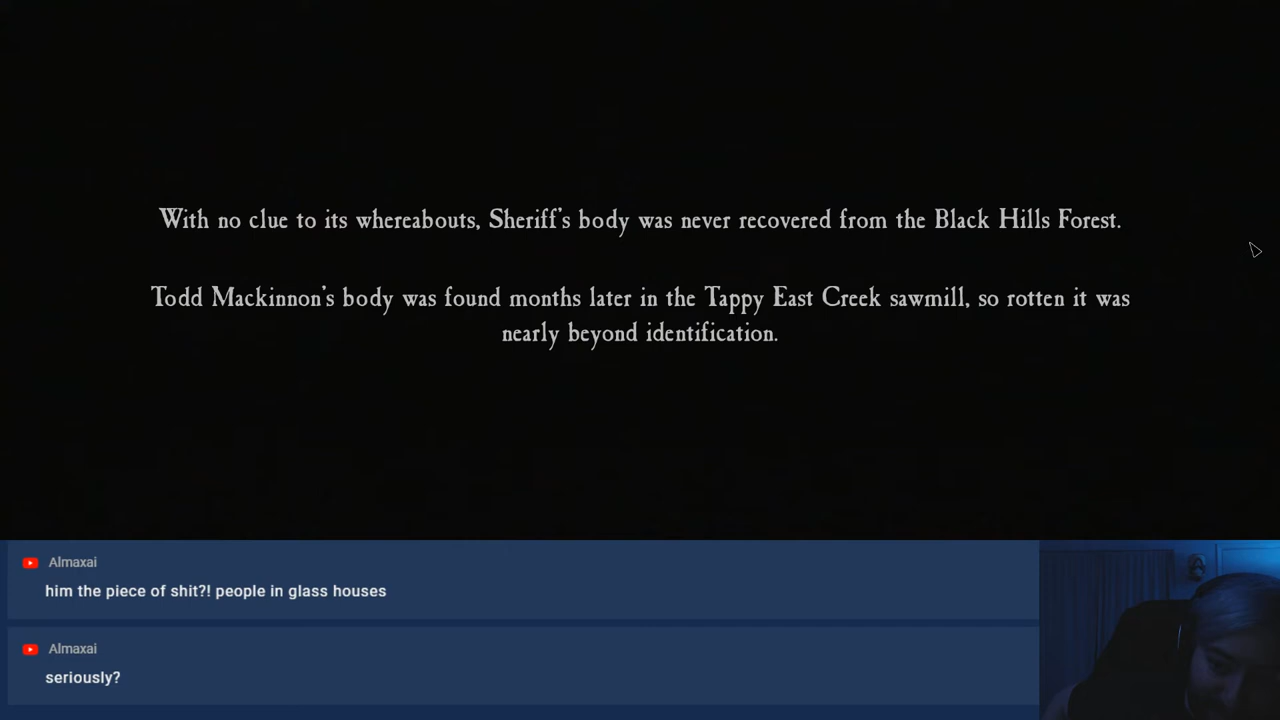 With no clue to its whereabouts, Sheriff's body was never recovered from the Black Hills Forest.
Todd Mackinnon's body was found months later in the Tappy East Creek sawmill, so rotten it was
nearly beyond identification.
Almaxai
him the piece of shit?! people in glass houses
Almaxai
seriously?